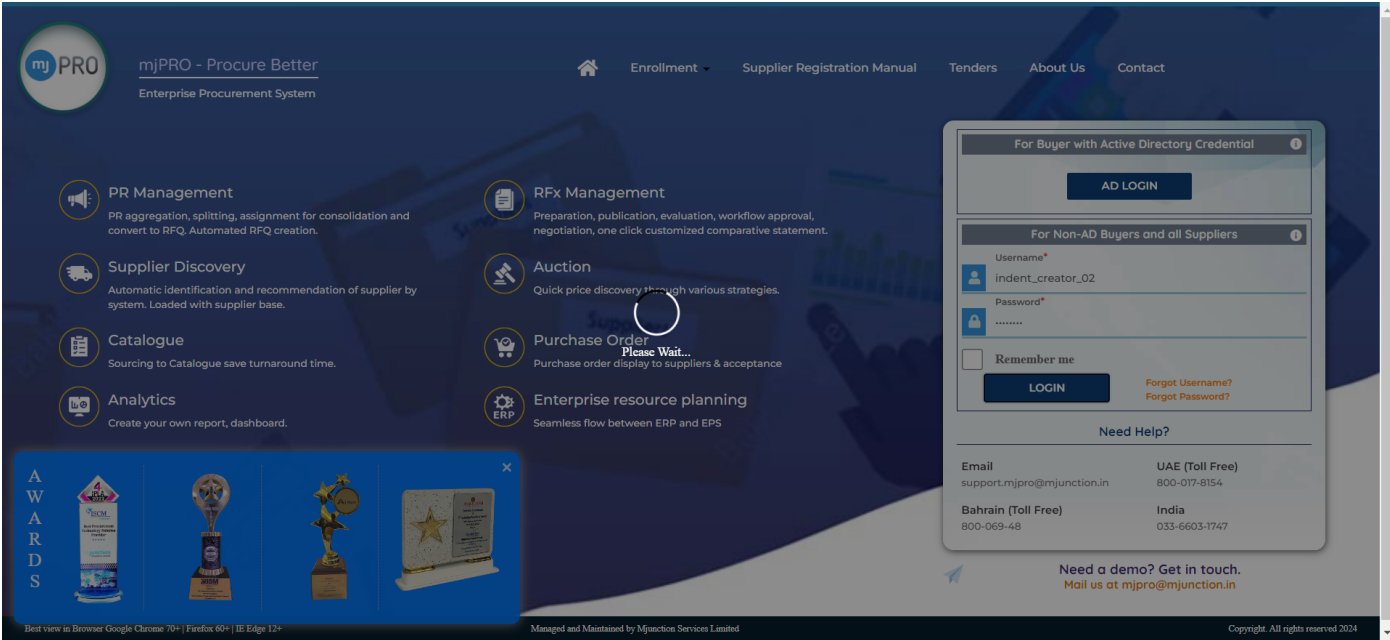 mj PRO
mjPRO - Procure Better
Enterprise Procurement System
Enrollment
Supplier Registration Manual
Tenders
About Us
Contact
PR Management
PR aggregation, splitting, assignment for consolidation and
convert to RFQ. Automated RFQ creation.
RFx Management
Preparation, publication, evaluation, workflow approval,
negotiation, one click customized comparative statement.
Supplier Discovery
Automatic identification and recommendation of supplier by
system. Loaded with supplier base.
Auction
Quick price discovery through various strategies.
Catalogue
Sourcing to Catalogue save turnaround time.
Purchase Order
Purchase order display to suppliers & acceptance
Please Wait...
Analytics
Create your own report, dashboard.
ERP
Enterprise resource planning
Seamless flow between ERP and EPS
For Buyer with Active Directory Credential
AD LOGIN
For Non-AD Buyers and all Suppliers
Username*
indent_creator_02
Password*
········
Remember me
LOGIN
Forgot Username?
Forgot Password?
Need Help?
Email
support.mjpro@mjunction.in
UAE (Toll Free)
800-017-8154
Bahrain (Toll Free)
800-069-48
India
033-6603-1747
Need a demo? Get in touch.
Mail us at mjpro@mjunction.in
AWARDS
×
Best view in Browser Google Chrome 70+ | Firefox 60+ | IE Edge 12+
Managed and Maintained by Mjunction Services Limited
Copyright. All rights reserved 2024